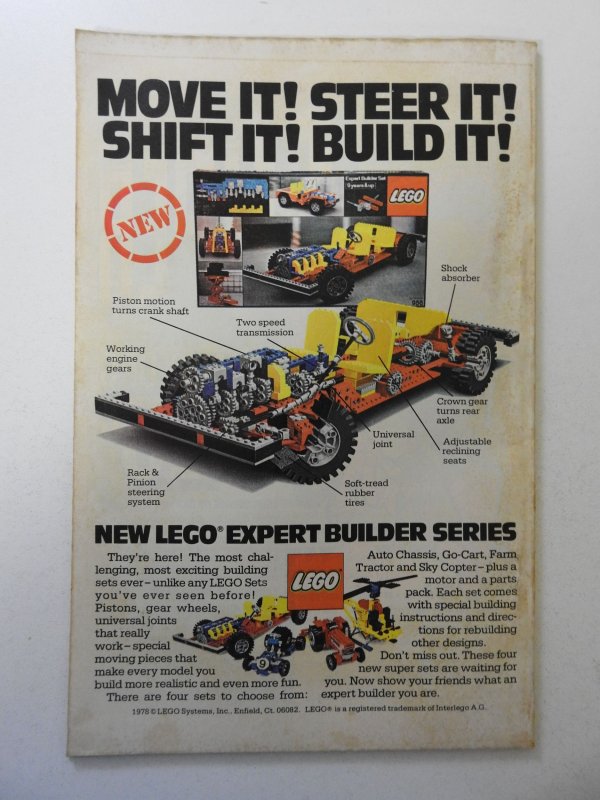 MOVE IT! STEER IT!
SHIFT IT! BUILD IT!
NEW
Expert Builder Set
9 years & up
LEGO
956
Shock
absorber
Piston motion
turns crank shaft
Two speed
transmission
Working
engine
gears
Crown gear
turns rear
axle
Universal
joint
Adjustable
reclining
seats
Rack &
Pinion
steering
system
Soft-tread
rubber
tires
NEW LEGO® EXPERT BUILDER SERIES
They're here! The most chal-
lenging, most exciting building
sets ever – unlike any LEGO Sets
you've ever seen before!
Pistons, gear wheels,
universal joints
that really
work – special
moving pieces that
make every model you
build more realistic and even more fun.
There are four sets to choose from:
LEGO
9
Auto Chassis, Go-Cart, Farm
Tractor and Sky Copter – plus a
motor and a parts
pack. Each set comes
with special building
instructions and direc-
tions for rebuilding
other designs.
Don't miss out. These four
new super sets are waiting for
you. Now show your friends what an
expert builder you are.
1978 © LEGO Systems, Inc., Enfield, Ct. 06082. LEGO® is a registered trademark of Interlego A.G.